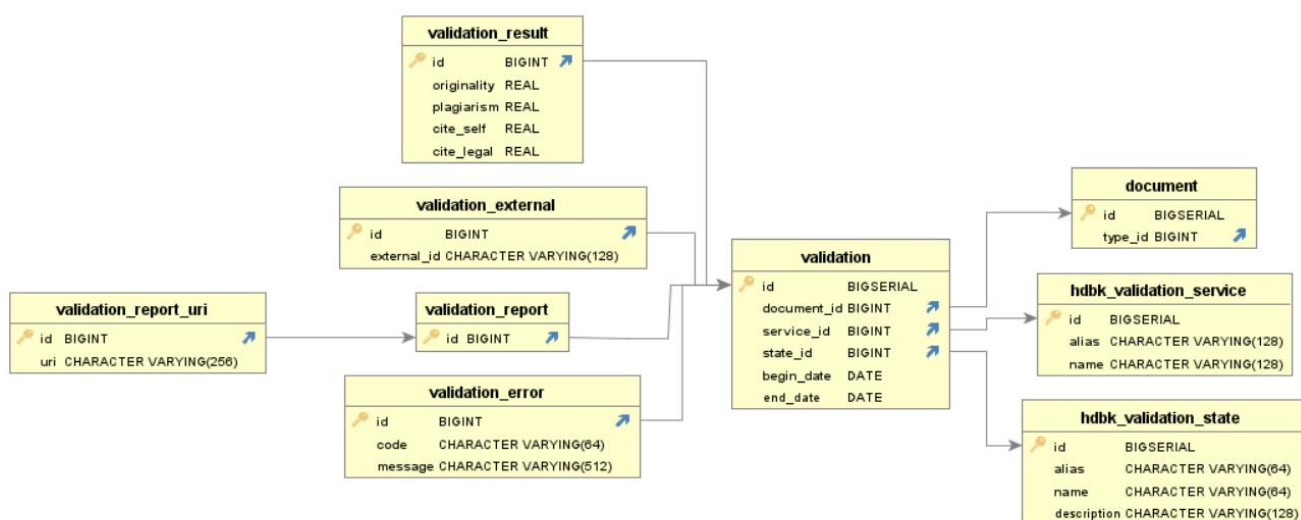 validation_result
id BIGINT
originality REAL
plagiarism REAL
cite_self REAL
cite_legal REAL
validation_external
id BIGINT
external_id CHARACTER VARYING(128)
validation_report_uri
id BIGINT
uri CHARACTER VARYING(256)
validation_report
id BIGINT
validation_error
id BIGINT
code CHARACTER VARYING(64)
message CHARACTER VARYING(512)
validation
id BIGSERIAL
document_id BIGINT
service_id BIGINT
state_id BIGINT
begin_date DATE
end_date DATE
document
id BIGSERIAL
type_id BIGINT
hdbk_validation_service
id BIGSERIAL
alias CHARACTER VARYING(128)
name CHARACTER VARYING(128)
hdbk_validation_state
id BIGSERIAL
alias CHARACTER VARYING(64)
name CHARACTER VARYING(64)
description CHARACTER VARYING(128)